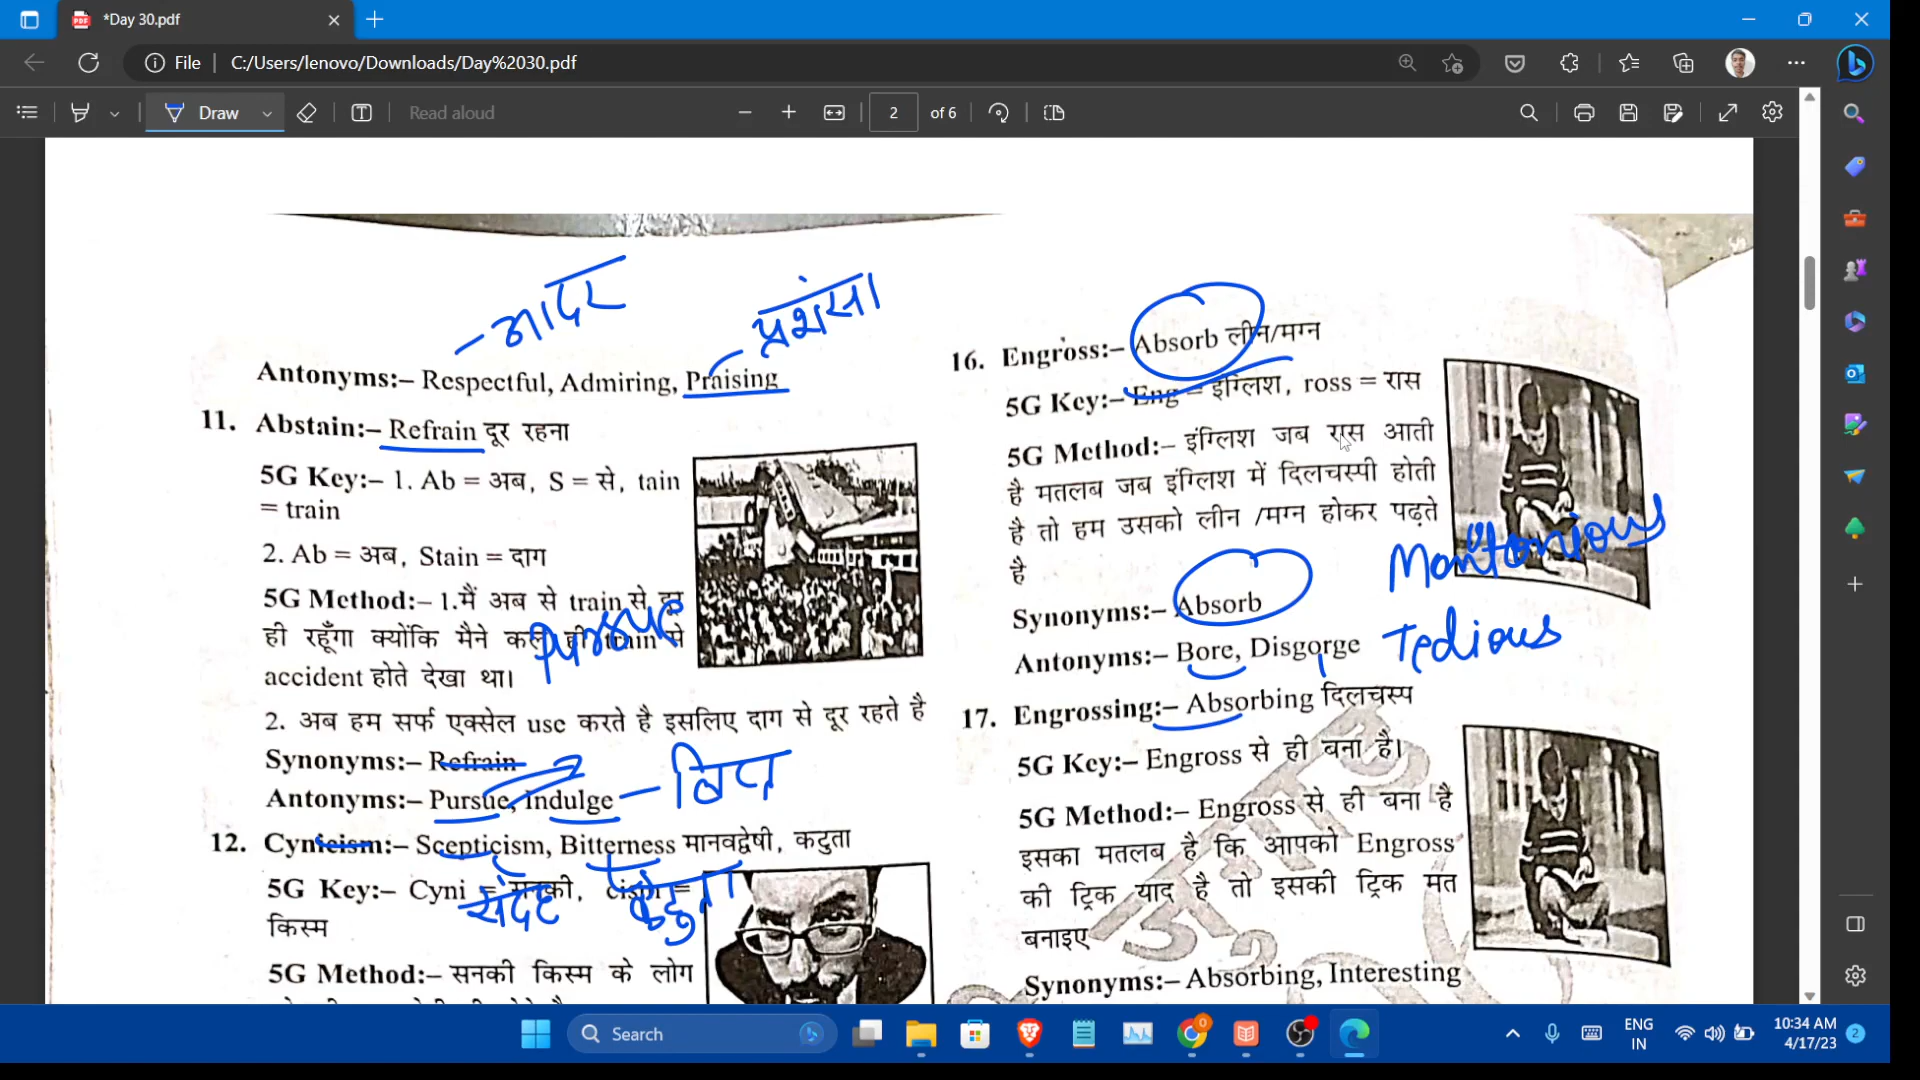 *Day 30.pdf
File C:/Users/lenovo/Downloads/Day%2030.pdf
Draw Read aloud 2 of 6
आदर
प्रशंसा
Antonyms:– Respectful, Admiring, Praising
11. Abstain:– Refrain दूर रहना
5G Key:– 1. Ab = अब, S = से, tain
= train
2. Ab = अब, Stain = दाग
5G Method:– 1.मैं अब से train से दूर
ही रहूँगा क्योंकि मैने कल ही train से
Pursue
accident होते देखा था।
2. अब हम सर्फ एक्सेल use करते है इसलिए दाग से दूर रहते है
Synonyms:– Refrain
Antonyms:– Pursue, Indulge
12. Cynicism:– Scepticism, Bitterness मानवद्वेषी, कटुता
5G Key:– Cyni = सनकी, cism =
संदेह
कटुता
किस्म
5G Method:– सनकी किस्म के लोग
16. Engross:– Absorb लीन/मग्न
5G Key:– Eng = इंग्लिश, ross = रास
5G Method:– इंग्लिश जब रास आती
है मतलब जब इंग्लिश में दिलचस्पी होती
है तो हम उसको लीन /मग्न होकर पढ़ते
है
Montonious
Synonyms:– Absorb
Antonyms:– Bore, Disgorge
Tedious
17. Engrossing:– Absorbing दिलचस्प
5G Key:– Engross से ही बना है।
5G Method:– Engross से ही बना है
इसका मतलब है कि आपको Engross
की ट्रिक याद है तो इसकी ट्रिक मत
बनाइए
Synonyms:– Absorbing, Interesting
Search
ENG
IN
10:34 AM
4/17/23
2